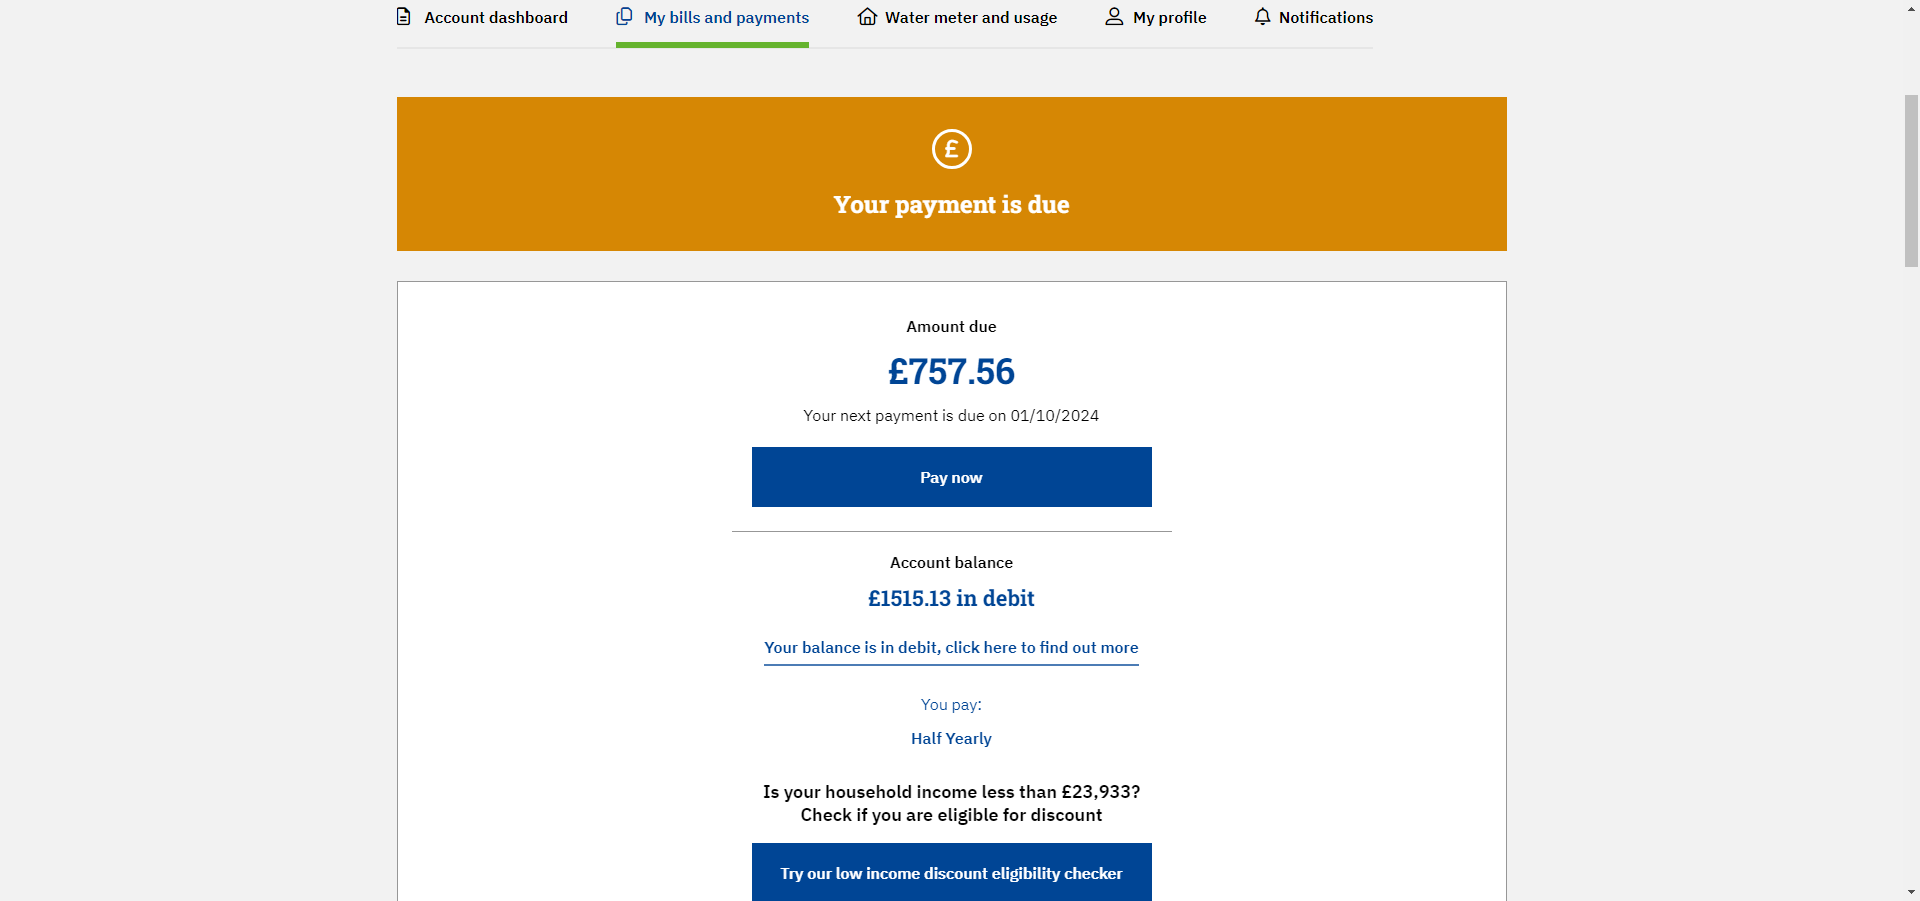 Account dashboard
My bills and payments
Water meter and usage
My profile
Notifications
£
Your payment is due
Amount due
£757.56
Your next payment is due on 01/10/2024
Pay now
Account balance
£1515.13 in debit
Your balance is in debit, click here to find out more
You pay:
Half Yearly
Is your household income less than £23,933?
Check if you are eligible for discount
Try our low income discount eligibility checker